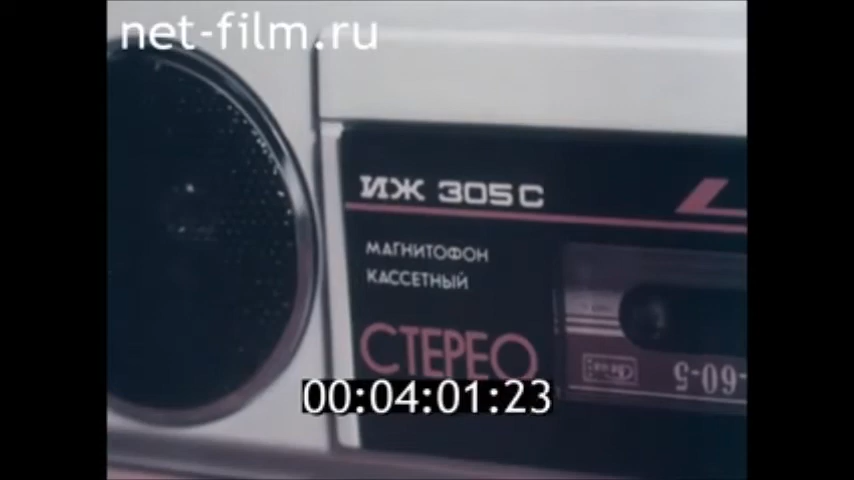 net-film.ru
ИЖ 305С
МАГНИТОФОН
КАССЕТНЫЙ
СТЕРЕО
-60-5
00:04:01:23